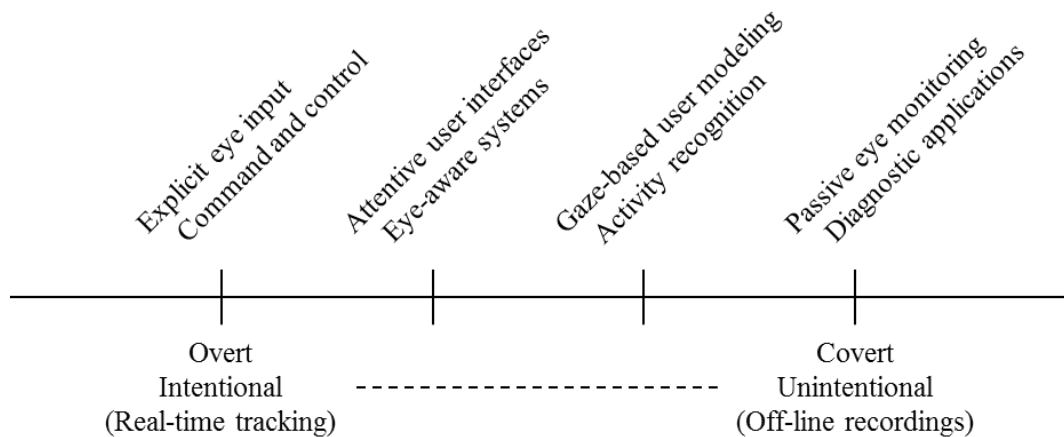 Explicit eye input
Command and control
Attentive user interfaces
Eye-aware systems
Gaze-based user modeling
Activity recognition
Passive eye monitoring
Diagnostic applications
Overt
Intentional
(Real-time tracking)
Covert
Unintentional
(Off-line recordings)